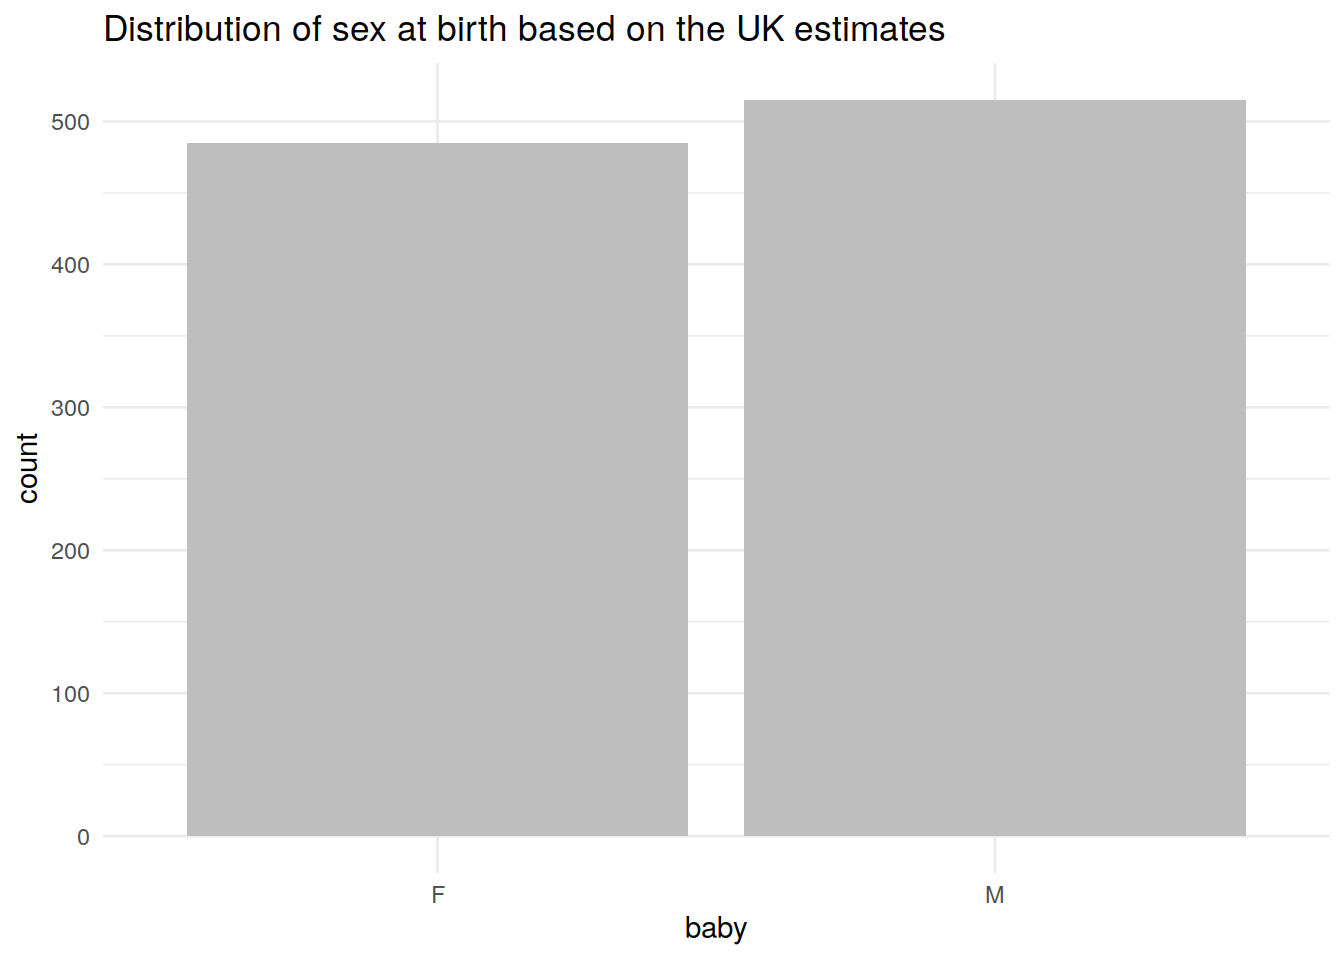 Distribution of sex at birth based on the UK estimates
500
400
300
200
100
0
count
F
M
baby